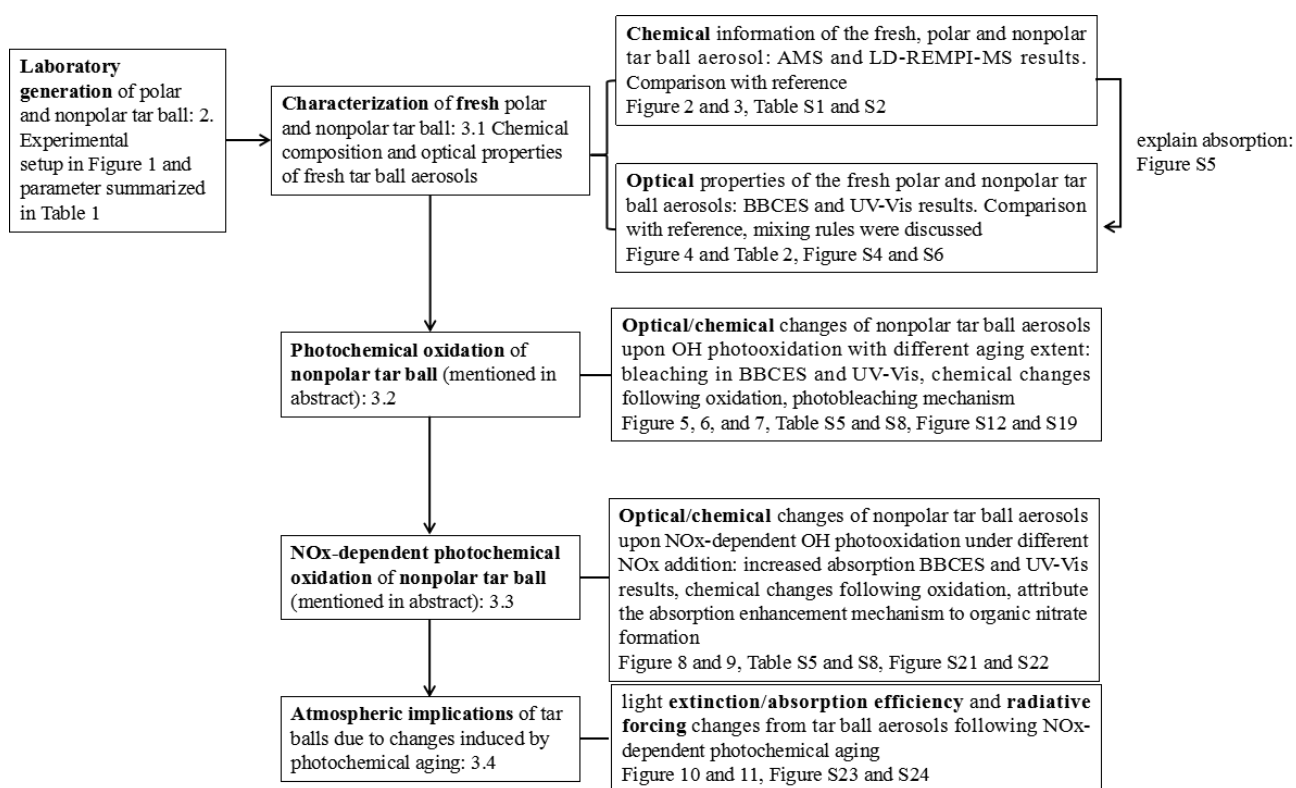 Laboratory
generation of polar
and nonpolar tar ball: 2.
Experimental
setup in Figure 1 and
parameter summarized
in Table 1
Characterization of fresh polar
and nonpolar tar ball: 3.1 Chemical
composition and optical properties
of fresh tar ball aerosols
Chemical information of the fresh, polar and nonpolar
tar ball aerosol: AMS and LD-REMPI-MS results.
Comparison with reference
Figure 2 and 3, Table S1 and S2
Optical properties of the fresh polar and nonpolar tar
ball aerosols: BBCES and UV-Vis results. Comparison
with reference, mixing rules were discussed
Figure 4 and Table 2, Figure S4 and S6
explain absorption:
Figure S5
Photochemical oxidation of
nonpolar tar ball (mentioned in
abstract): 3.2
Optical/chemical changes of nonpolar tar ball aerosols
upon OH photooxidation with different aging extent:
bleaching in BBCES and UV-Vis, chemical changes
following oxidation, photobleaching mechanism
Figure 5, 6, and 7, Table S5 and S8, Figure S12 and S19
NOx-dependent photochemical
oxidation of nonpolar tar ball
(mentioned in abstract): 3.3
Optical/chemical changes of nonpolar tar ball aerosols
upon NOx-dependent OH photooxidation under different
NOx addition: increased absorption BBCES and UV-Vis
results, chemical changes following oxidation, attribute
the absorption enhancement mechanism to organic nitrate
formation
Figure 8 and 9, Table S5 and S8, Figure S21 and S22
Atmospheric implications of tar
balls due to changes induced by
photochemical aging: 3.4
light extinction/absorption efficiency and radiative
forcing changes from tar ball aerosols following NOx-
dependent photochemical aging
Figure 10 and 11, Figure S23 and S24